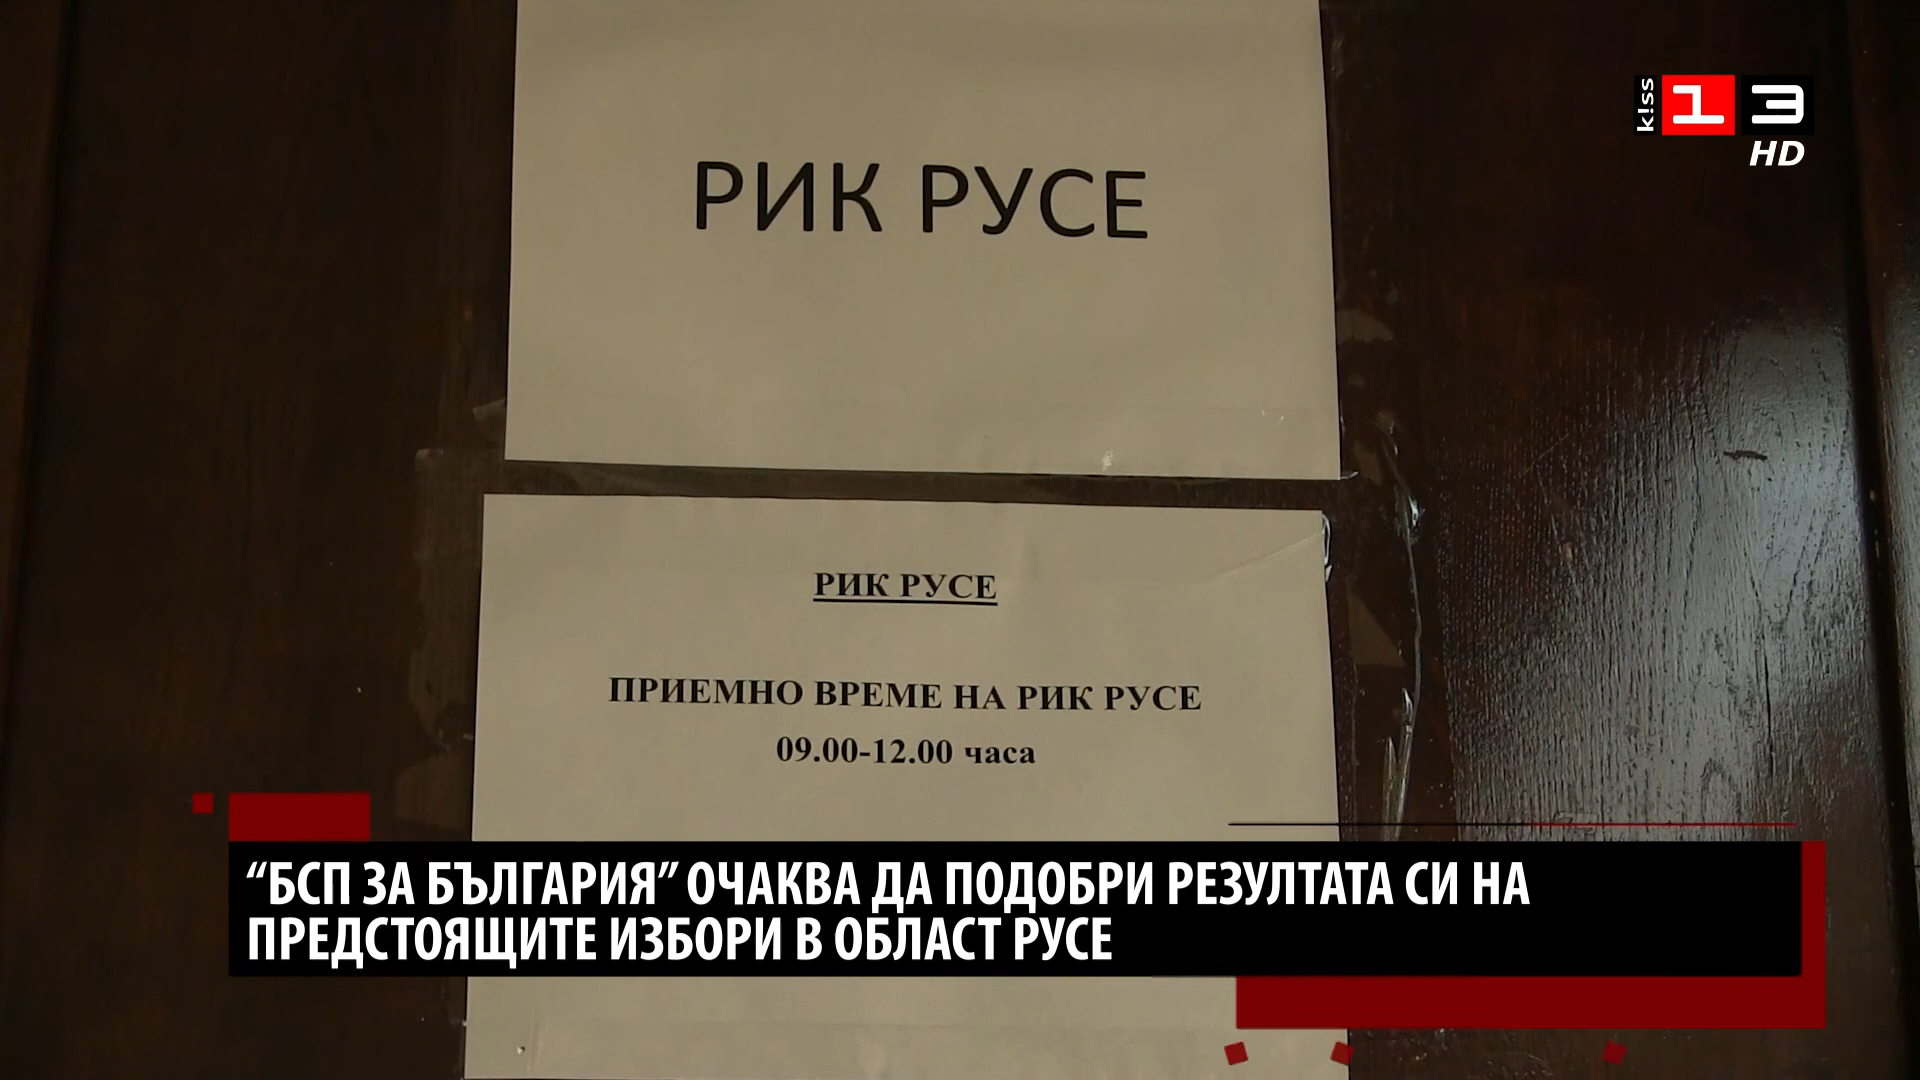 k!ss
13
HD
РИК РУСЕ
РИК РУСЕ
ПРИЕМНО ВРЕМЕ НА РИК РУСЕ
09.00-12.00 часа
“БСП ЗА БЪЛГАРИЯ” ОЧАКВА ДА ПОДОБРИ РЕЗУЛТАТА СИ НА
ПРЕДСТОЯЩИТЕ ИЗБОРИ В ОБЛАСТ РУСЕ